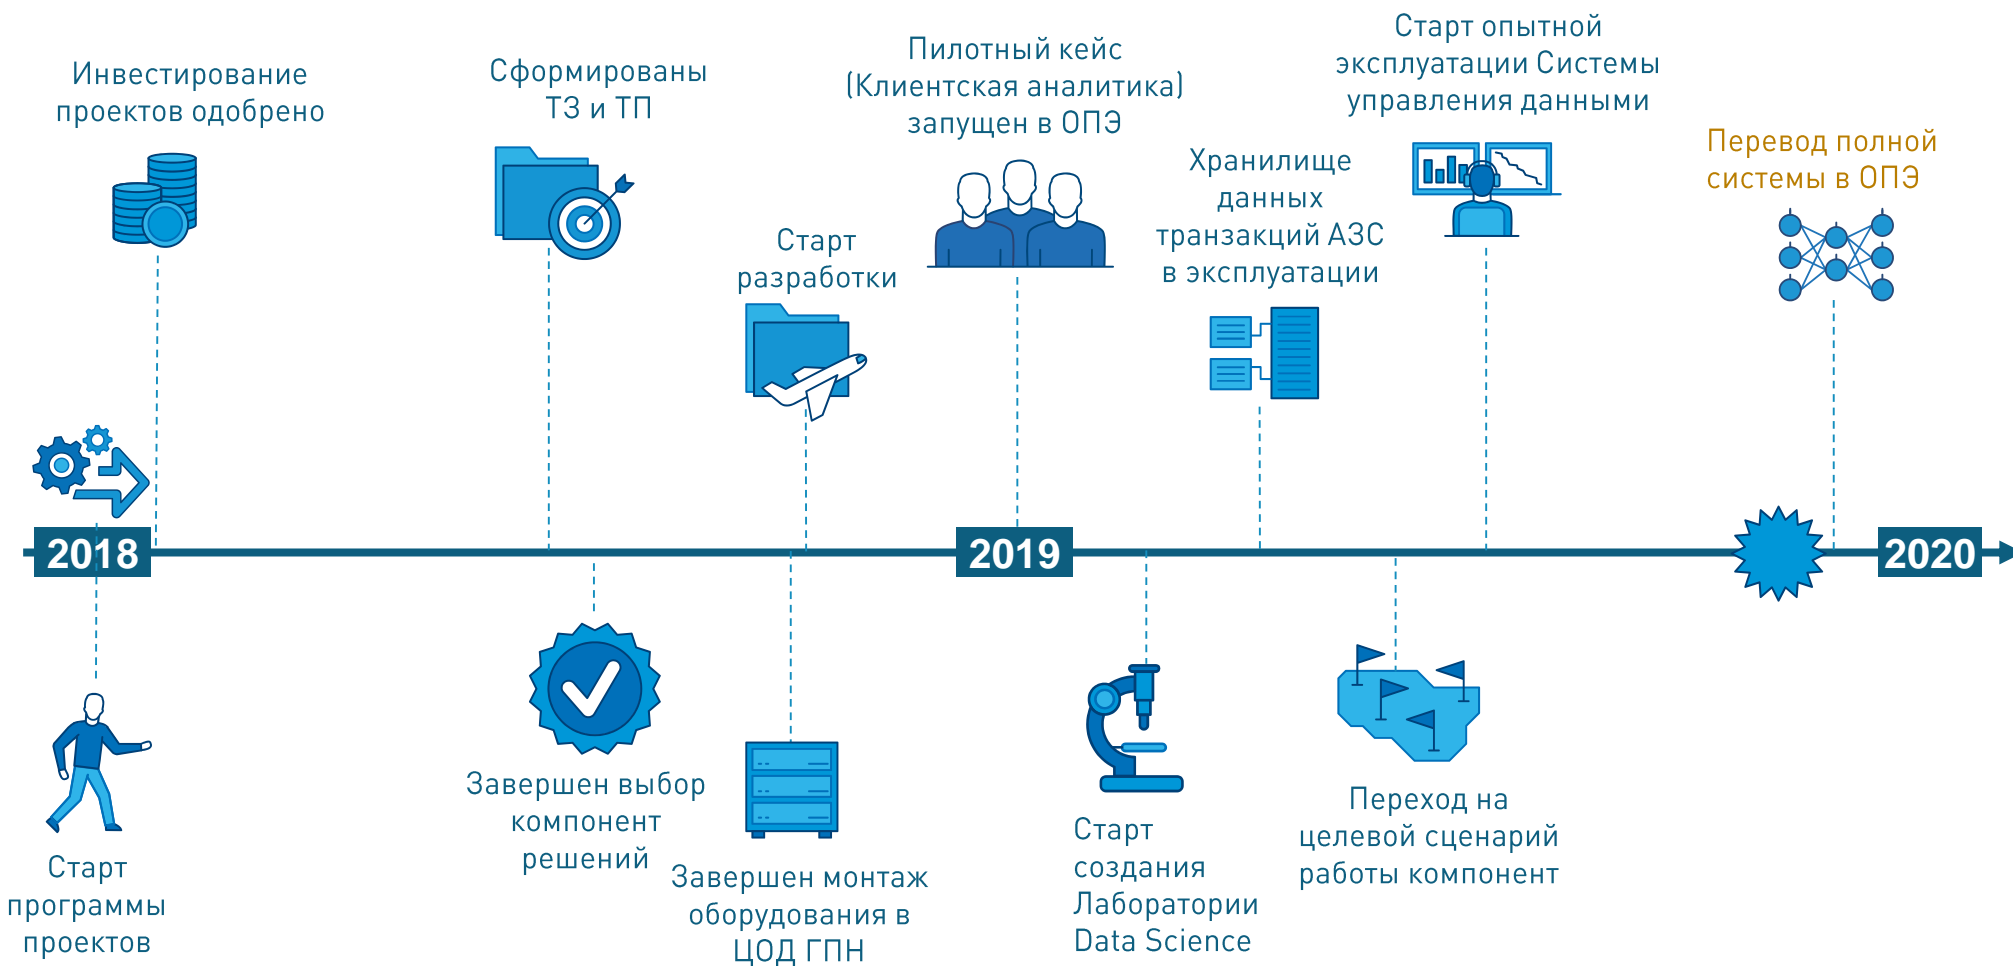 Инвестирование
проектов одобрено
Сформированы
ТЗ и ТП
Старт
разработки
Пилотный кейс
(Клиентская аналитика)
запущен в ОПЭ
Хранилище
данных
транзакций АЗС
в эксплуатации
Старт опытной
эксплуатации Системы
управления данными
Перевод полной
системы в ОПЭ
2018
2019
2020
Старт
программы
проектов
Завершен выбор
компонент
решений
Завершен монтаж
оборудования в
ЦОД ГПН
Старт
создания
Лаборатории
Data Science
Переход на
целевой сценарий
работы компонент